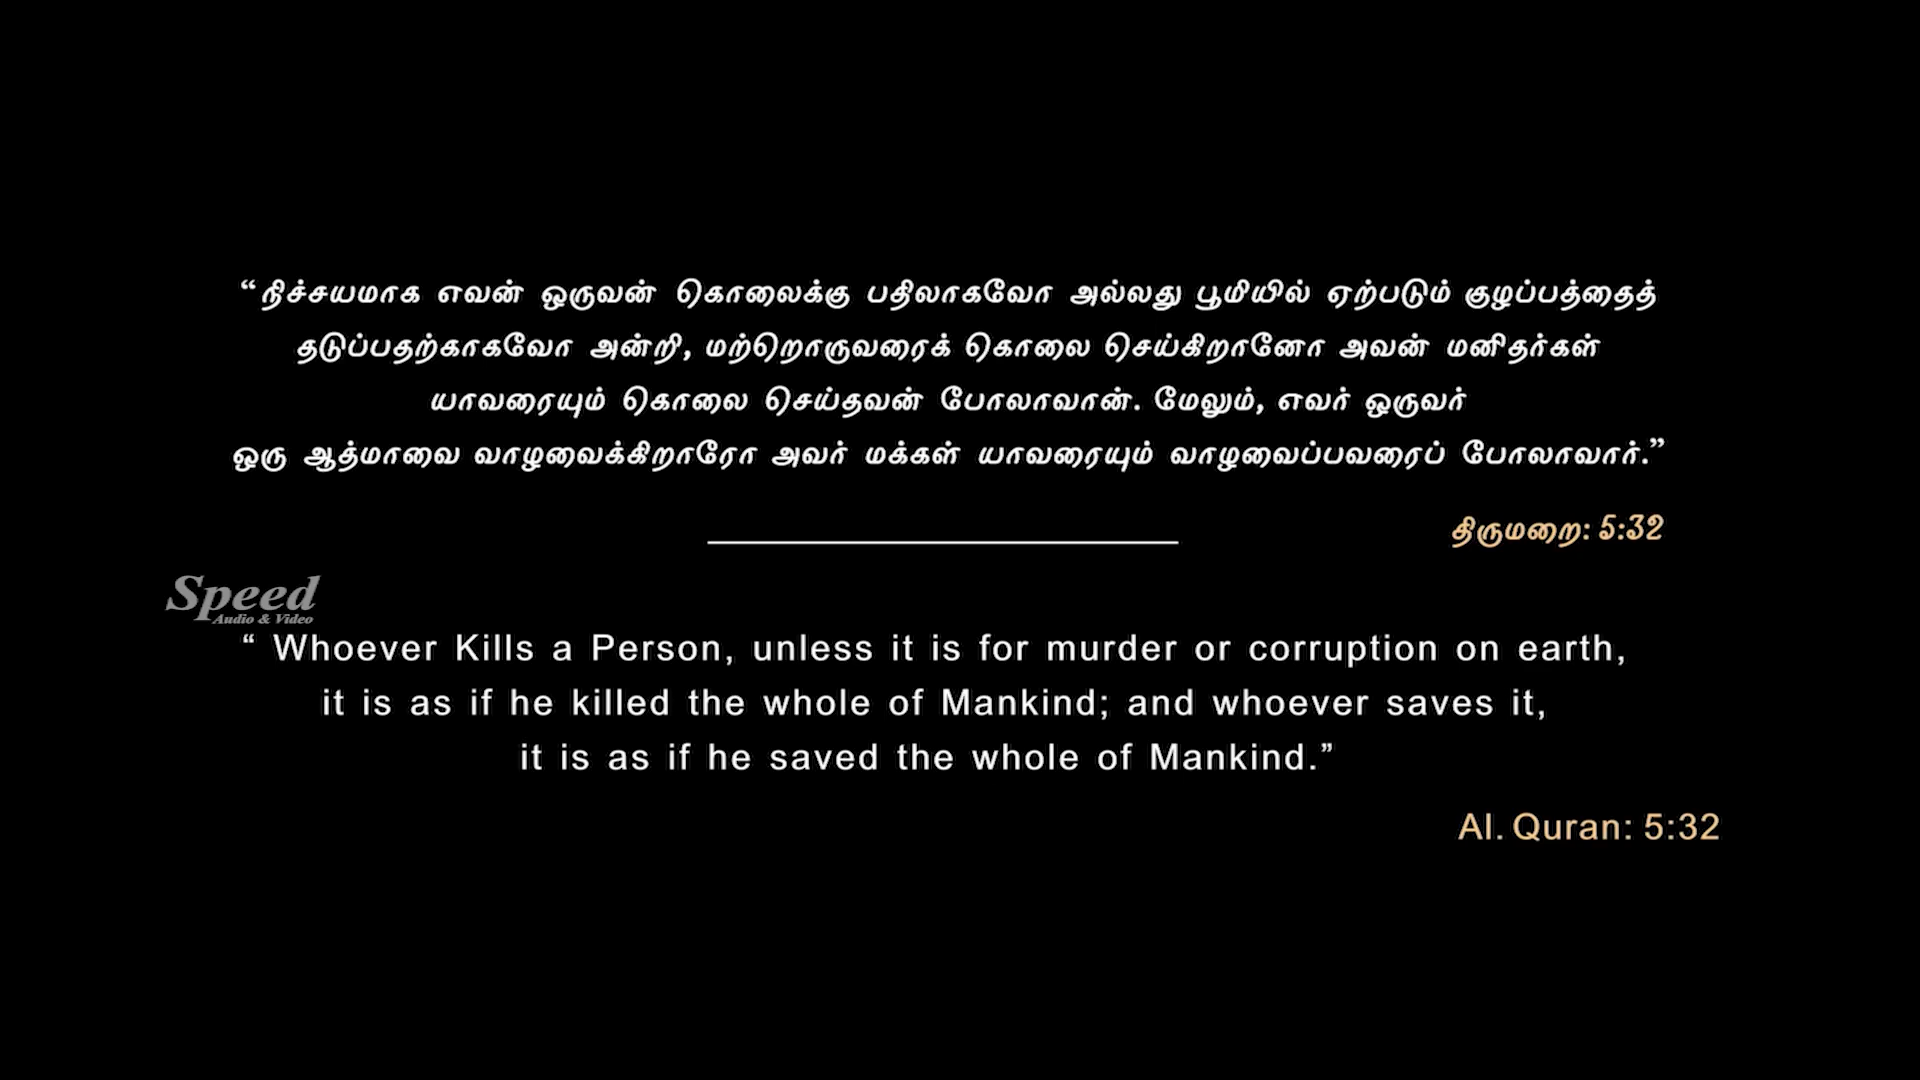 “நிச்சயமாக எவன் ஒருவன் கொலைக்கு பதிலாகவோ அல்லது பூமியில் ஏற்படும் குழப்பத்தைத்
தடுப்பதற்காகவோ அன்றி, மற்றொருவரைக் கொலை செய்கிறானோ அவன் மனிதர்கள்
யாவரையும் கொலை செய்தவன் போலாவான். மேலும், எவர் ஒருவர்
ஒரு ஆத்மாவை வாழவைக்கிறாரோ அவர் மக்கள் யாவரையும் வாழவைப்பவரைப் போலாவார்.”
திருமறை: 5:32
Speed
Audio & Video
“ Whoever Kills a Person, unless it is for murder or corruption on earth,
it is as if he killed the whole of Mankind; and whoever saves it,
it is as if he saved the whole of Mankind.”
Al. Quran: 5:32